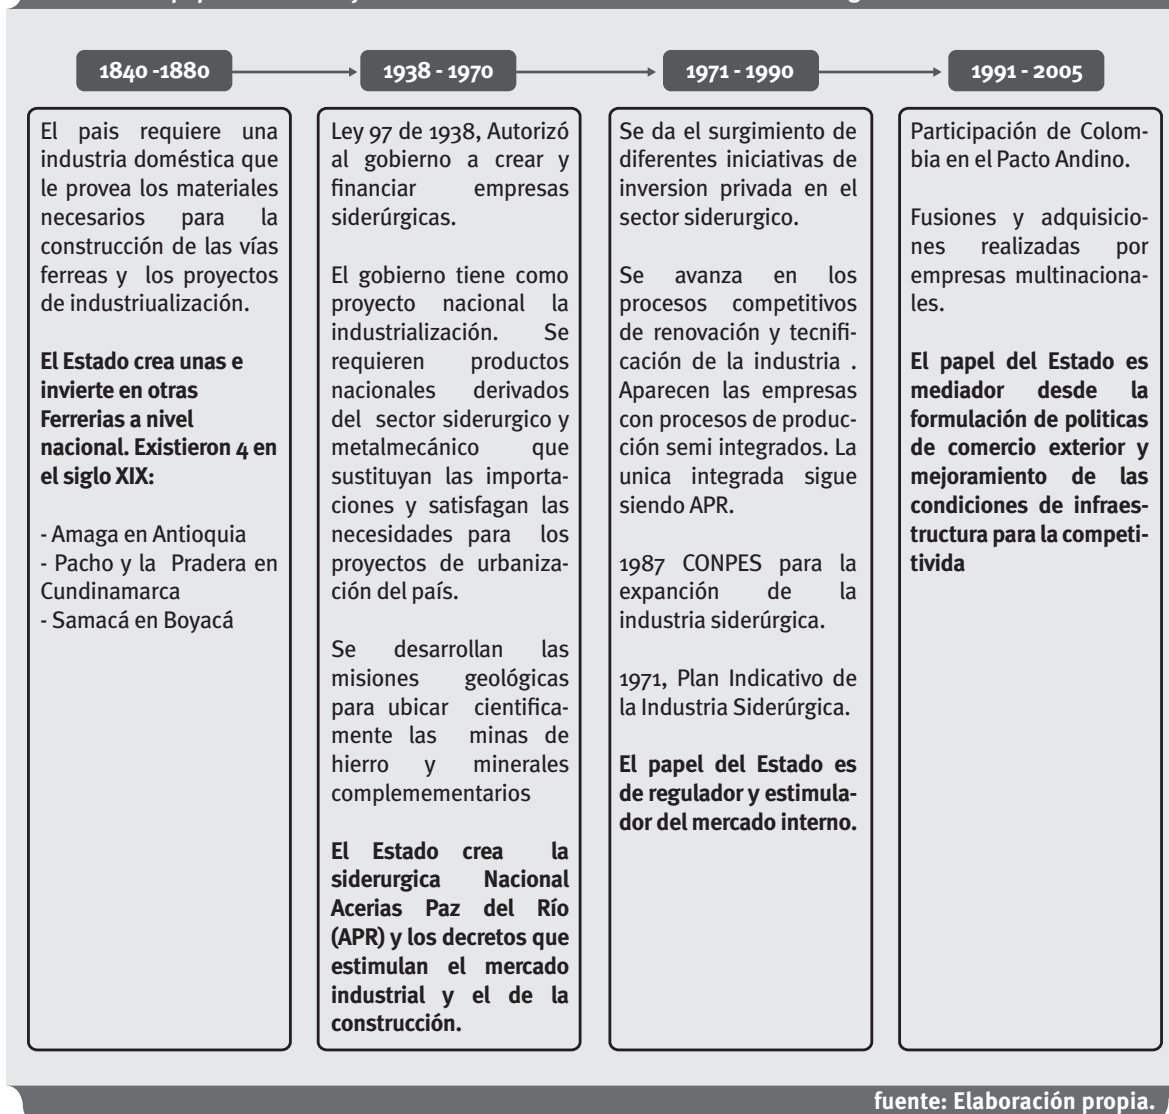 1840 -1880
1938 - 1970
1971 - 1990
1991 - 2005
El pais requiere una
industria doméstica que
le provea los materiales
necesarios para la
construcción de las vías
ferreas y los proyectos
de industriualización.
El Estado crea unas e
invierte en otras
Ferrerias a nivel
nacional. Existieron 4 en
el siglo XIX:
- Amaga en Antioquia
- Pacho y la Pradera en
Cundinamarca
- Samacá en Boyacá
Ley 97 de 1938, Autorizó
al gobierno a crear y
financiar empresas
siderúrgicas.
El gobierno tiene como
proyecto nacional la
industrialización. Se
requieren productos
nacionales derivados
del sector siderurgico y
metalmecánico que
sustituyan las importa-
ciones y satisfagan las
necesidades para los
proyectos de urbaniza-
ción del país.
Se desarrollan las
misiones geológicas
para ubicar cientifica-
mente las minas de
hierro y minerales
complemementarios
El Estado crea la
siderurgica Nacional
Acerias Paz del Río
(APR) y los decretos que
estimulan el mercado
industrial y el de la
construcción.
Se da el surgimiento de
diferentes iniciativas de
inversion privada en el
sector siderurgico.
Se avanza en los
procesos competitivos
de renovación y tecnifi-
cación de la industria .
Aparecen las empresas
con procesos de produc-
ción semi integrados. La
unica integrada sigue
siendo APR.
1987 CONPES para la
expanción de la
industria siderúrgica.
1971, Plan Indicativo de
la Industria Siderúrgica.
El papel del Estado es
de regulador y estimula-
dor del mercado interno.
Participación de Colom-
bia en el Pacto Andino.
Fusiones y adquisicio-
nes realizadas por
empresas multinaciona-
les.
El papel del Estado es
mediador desde la
formulación de politicas
de comercio exterior y
mejoramiento de las
condiciones de infraes-
tructura para la competi-
tivida
fuente: Elaboración propia.